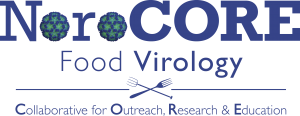 NoroCORE
Food Virology
Collaborative for Outreach, Research & Education